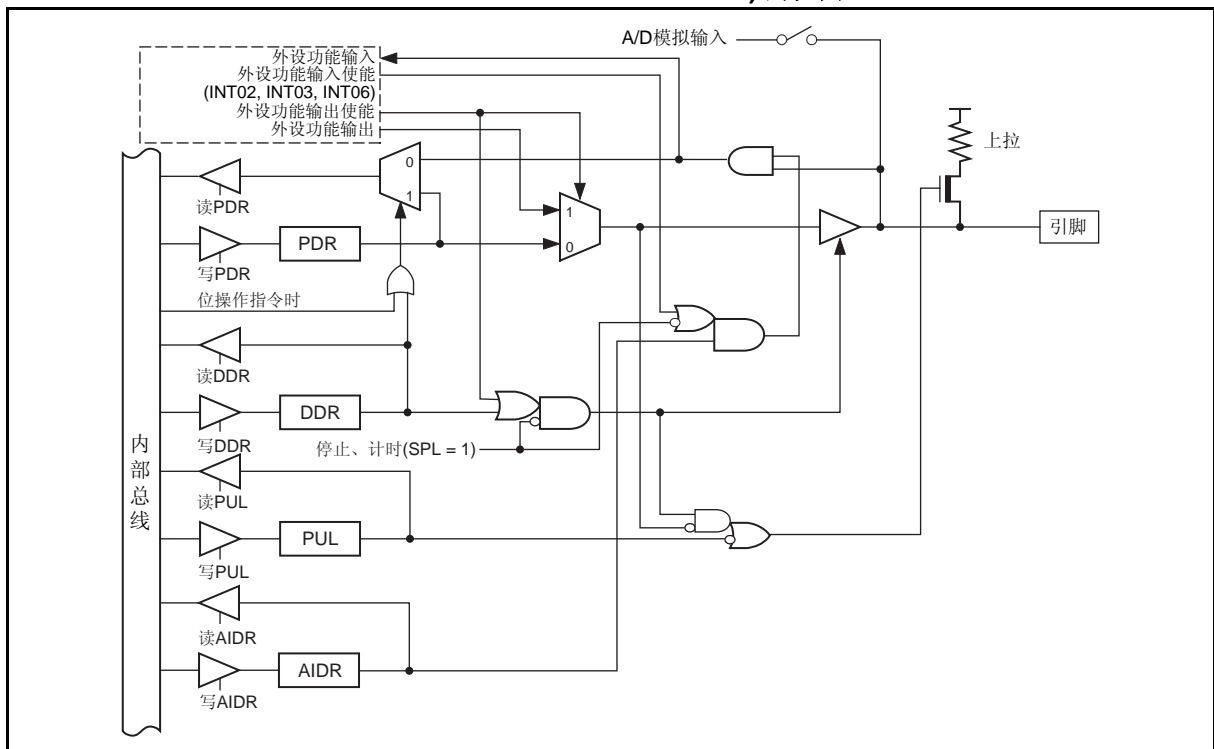 A/D模拟输入
外设功能输入
外设功能输入使能
(INT02, INT03, INT06)
外设功能输出使能
外设功能输出
上拉
0
1
读PDR
1
0
引脚
PDR
写PDR
位操作指令时
读DDR
DDR
写DDR
停止、计时(SPL = 1)
内部总线
读PUL
PUL
写PUL
读AIDR
AIDR
写AIDR